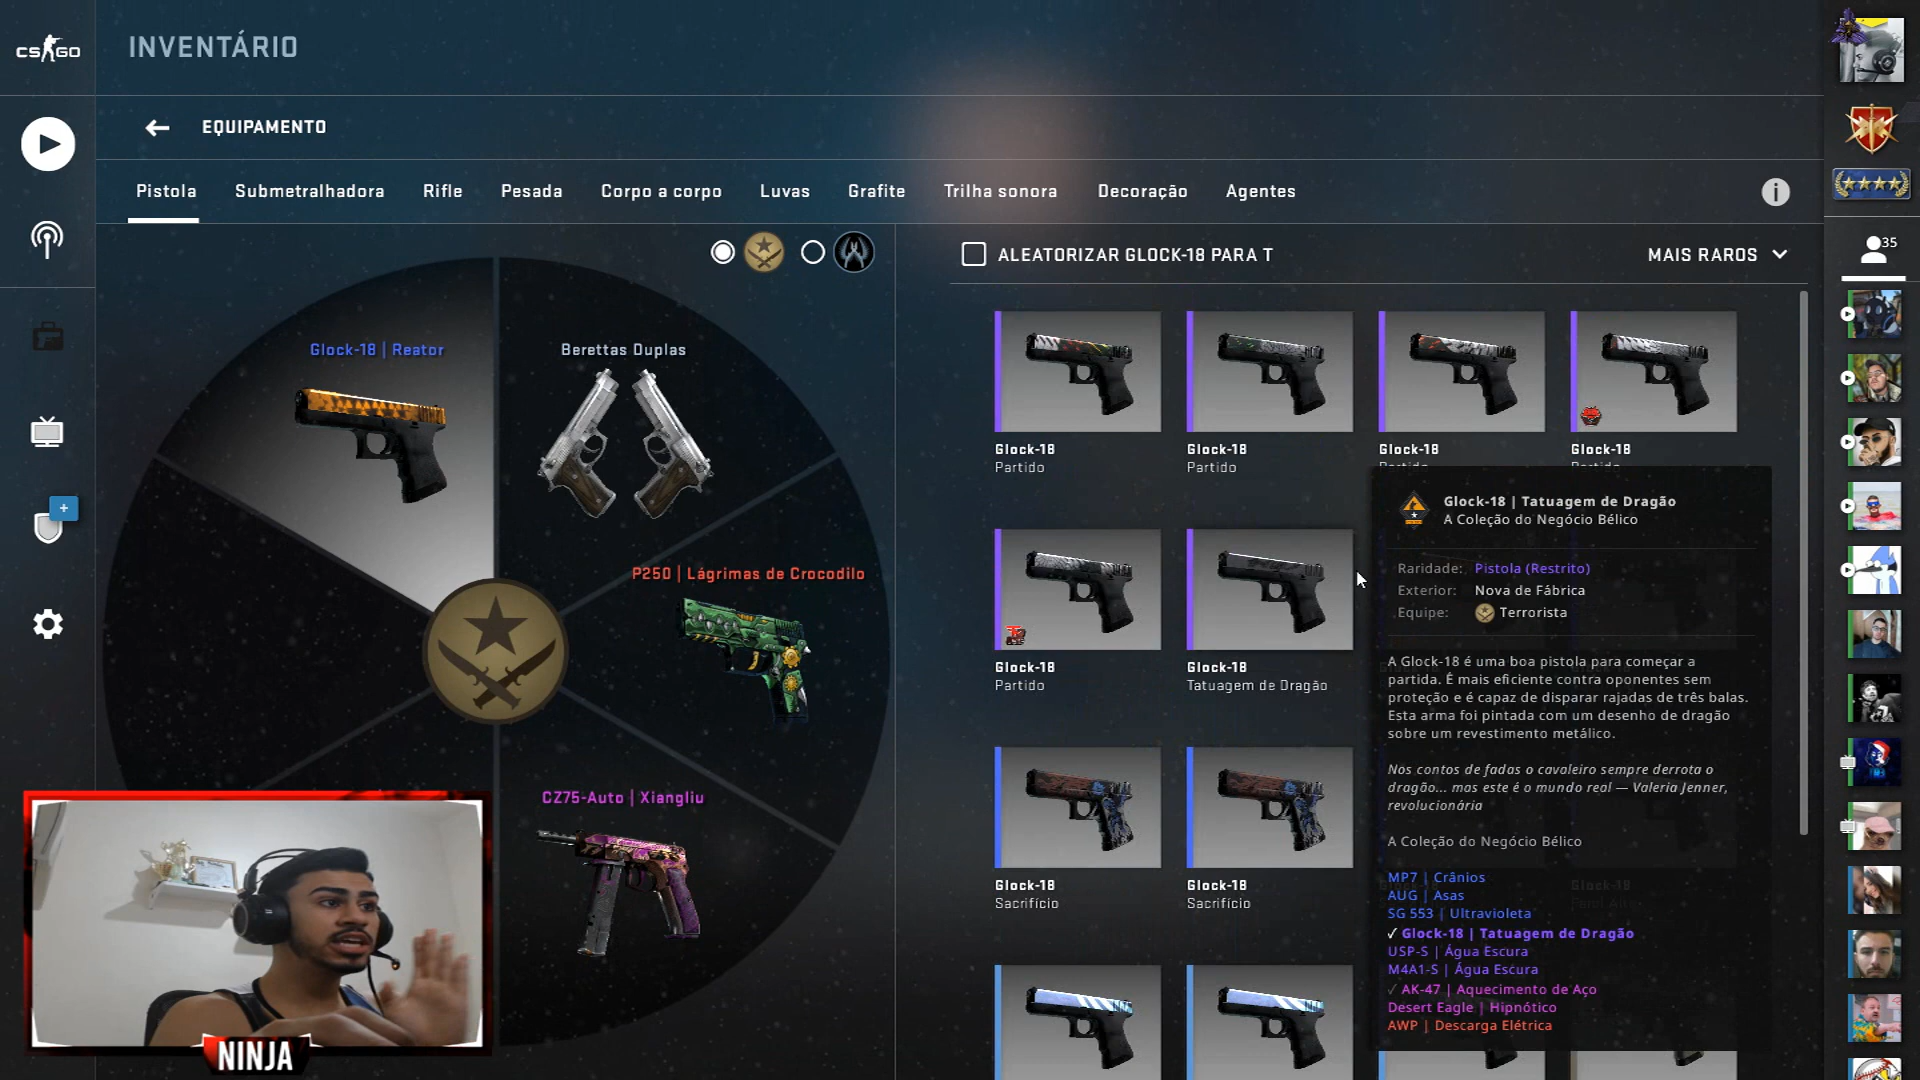 CS GO
INVENTÁRIO
EQUIPAMENTO
Pistola
Submetralhadora
Rifle
Pesada
Corpo a corpo
Luvas
Grafite
Trilha sonora
Decoração
Agentes
ALEATORIZAR GLOCK-18 PARA T
MAIS RAROS
35
Glock-18 | Reator
Berettas Duplas
P250 | Lágrimas de Crocodilo
CZ75-Auto | Xiangliu
Glock-18
Partido
Glock-18
Partido
Glock-18
Partido
Glock-18
Partido
Glock-18
Partido
Glock-18
Tatuagem de Dragão
Glock-18
Sacrifício
Glock-18
Sacrifício
Glock-18 | Tatuagem de Dragão
A Coleção do Negócio Bélico
Raridade: Pistola (Restrito)
Exterior: Nova de Fábrica
Equipe: Terrorista
A Glock-18 é uma boa pistola para começar a
partida. É mais eficiente contra oponentes sem
proteção e é capaz de disparar rajadas de três balas.
Esta arma foi pintada com um desenho de dragão
sobre um revestimento metálico.
Nos contos de fadas o cavaleiro sempre derrota o
dragão... mas este é o mundo real — Valeria Jenner,
revolucionária
A Coleção do Negócio Bélico
MP7 | Crânios
AUG | Asas
SG 553 | Ultravioleta
✓ Glock-18 | Tatuagem de Dragão
USP-S | Água Escura
M4A1-S | Água Escura
✓ AK-47 | Aquecimento de Aço
Desert Eagle | Hipnótico
AWP | Descarga Elétrica
NINJA